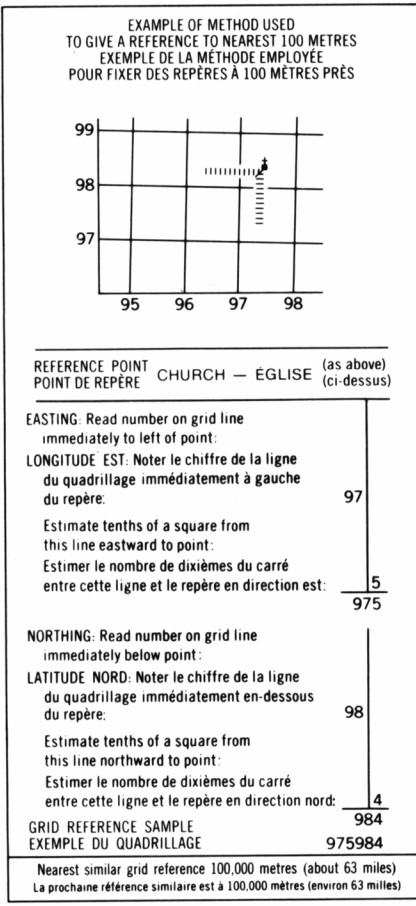 EXAMPLE OF METHOD USED
TO GIVE A REFERENCE TO NEAREST 100 METRES
EXEMPLE DE LA MÉTHODE EMPLOYÉE
POUR FIXER DES REPÈRES À 100 MÈTRES PRÈS
99
98
97
95 96 97 98
REFERENCE POINT
POINT DE REPÈRE
CHURCH — ÉGLISE
(as above)
(ci-dessus)
EASTING: Read number on grid line
immediately to left of point:
LONGITUDE EST: Noter le chiffre de la ligne
du quadrillage immédiatement à gauche
du repère: 97
Estimate tenths of a square from
this line eastward to point:
Estimer le nombre de dixièmes du carré
entre cette ligne et le repère en direction est: 5
975
NORTHING: Read number on grid line
immediately below point:
LATITUDE NORD: Noter le chiffre de la ligne
du quadrillage immédiatement en-dessous
du repère: 98
Estimate tenths of a square from
this line northward to point:
Estimer le nombre de dixièmes du carré
entre cette ligne et le repère en direction nord: 4
984
GRID REFERENCE SAMPLE
EXEMPLE DU QUADRILLAGE 975984
Nearest similar grid reference 100,000 metres (about 63 miles)
La prochaine référence similaire est à 100,000 mètres (environ 63 milles)